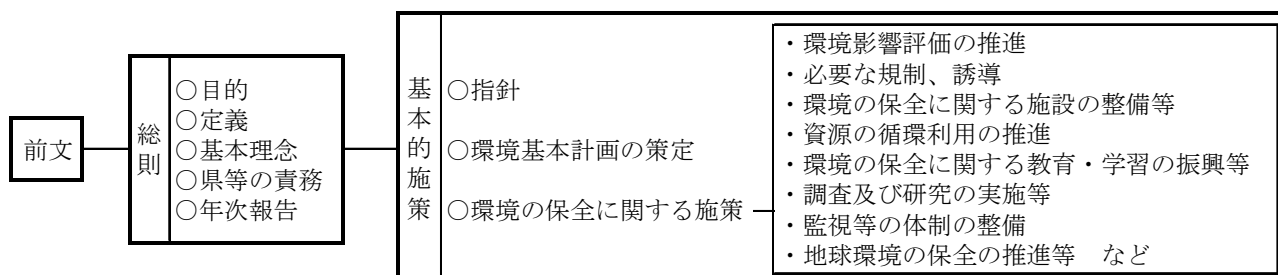 前文
総則
○目的
○定義
○基本理念
○県等の責務
○年次報告
基本的施策
○指針
○環境基本計画の策定
○環境の保全に関する施策
・環境影響評価の推進
・必要な規制、誘導
・環境の保全に関する施設の整備等
・資源の循環利用の推進
・環境の保全に関する教育・学習の振興等
・調査及び研究の実施等
・監視等の体制の整備
・地球環境の保全の推進等　など